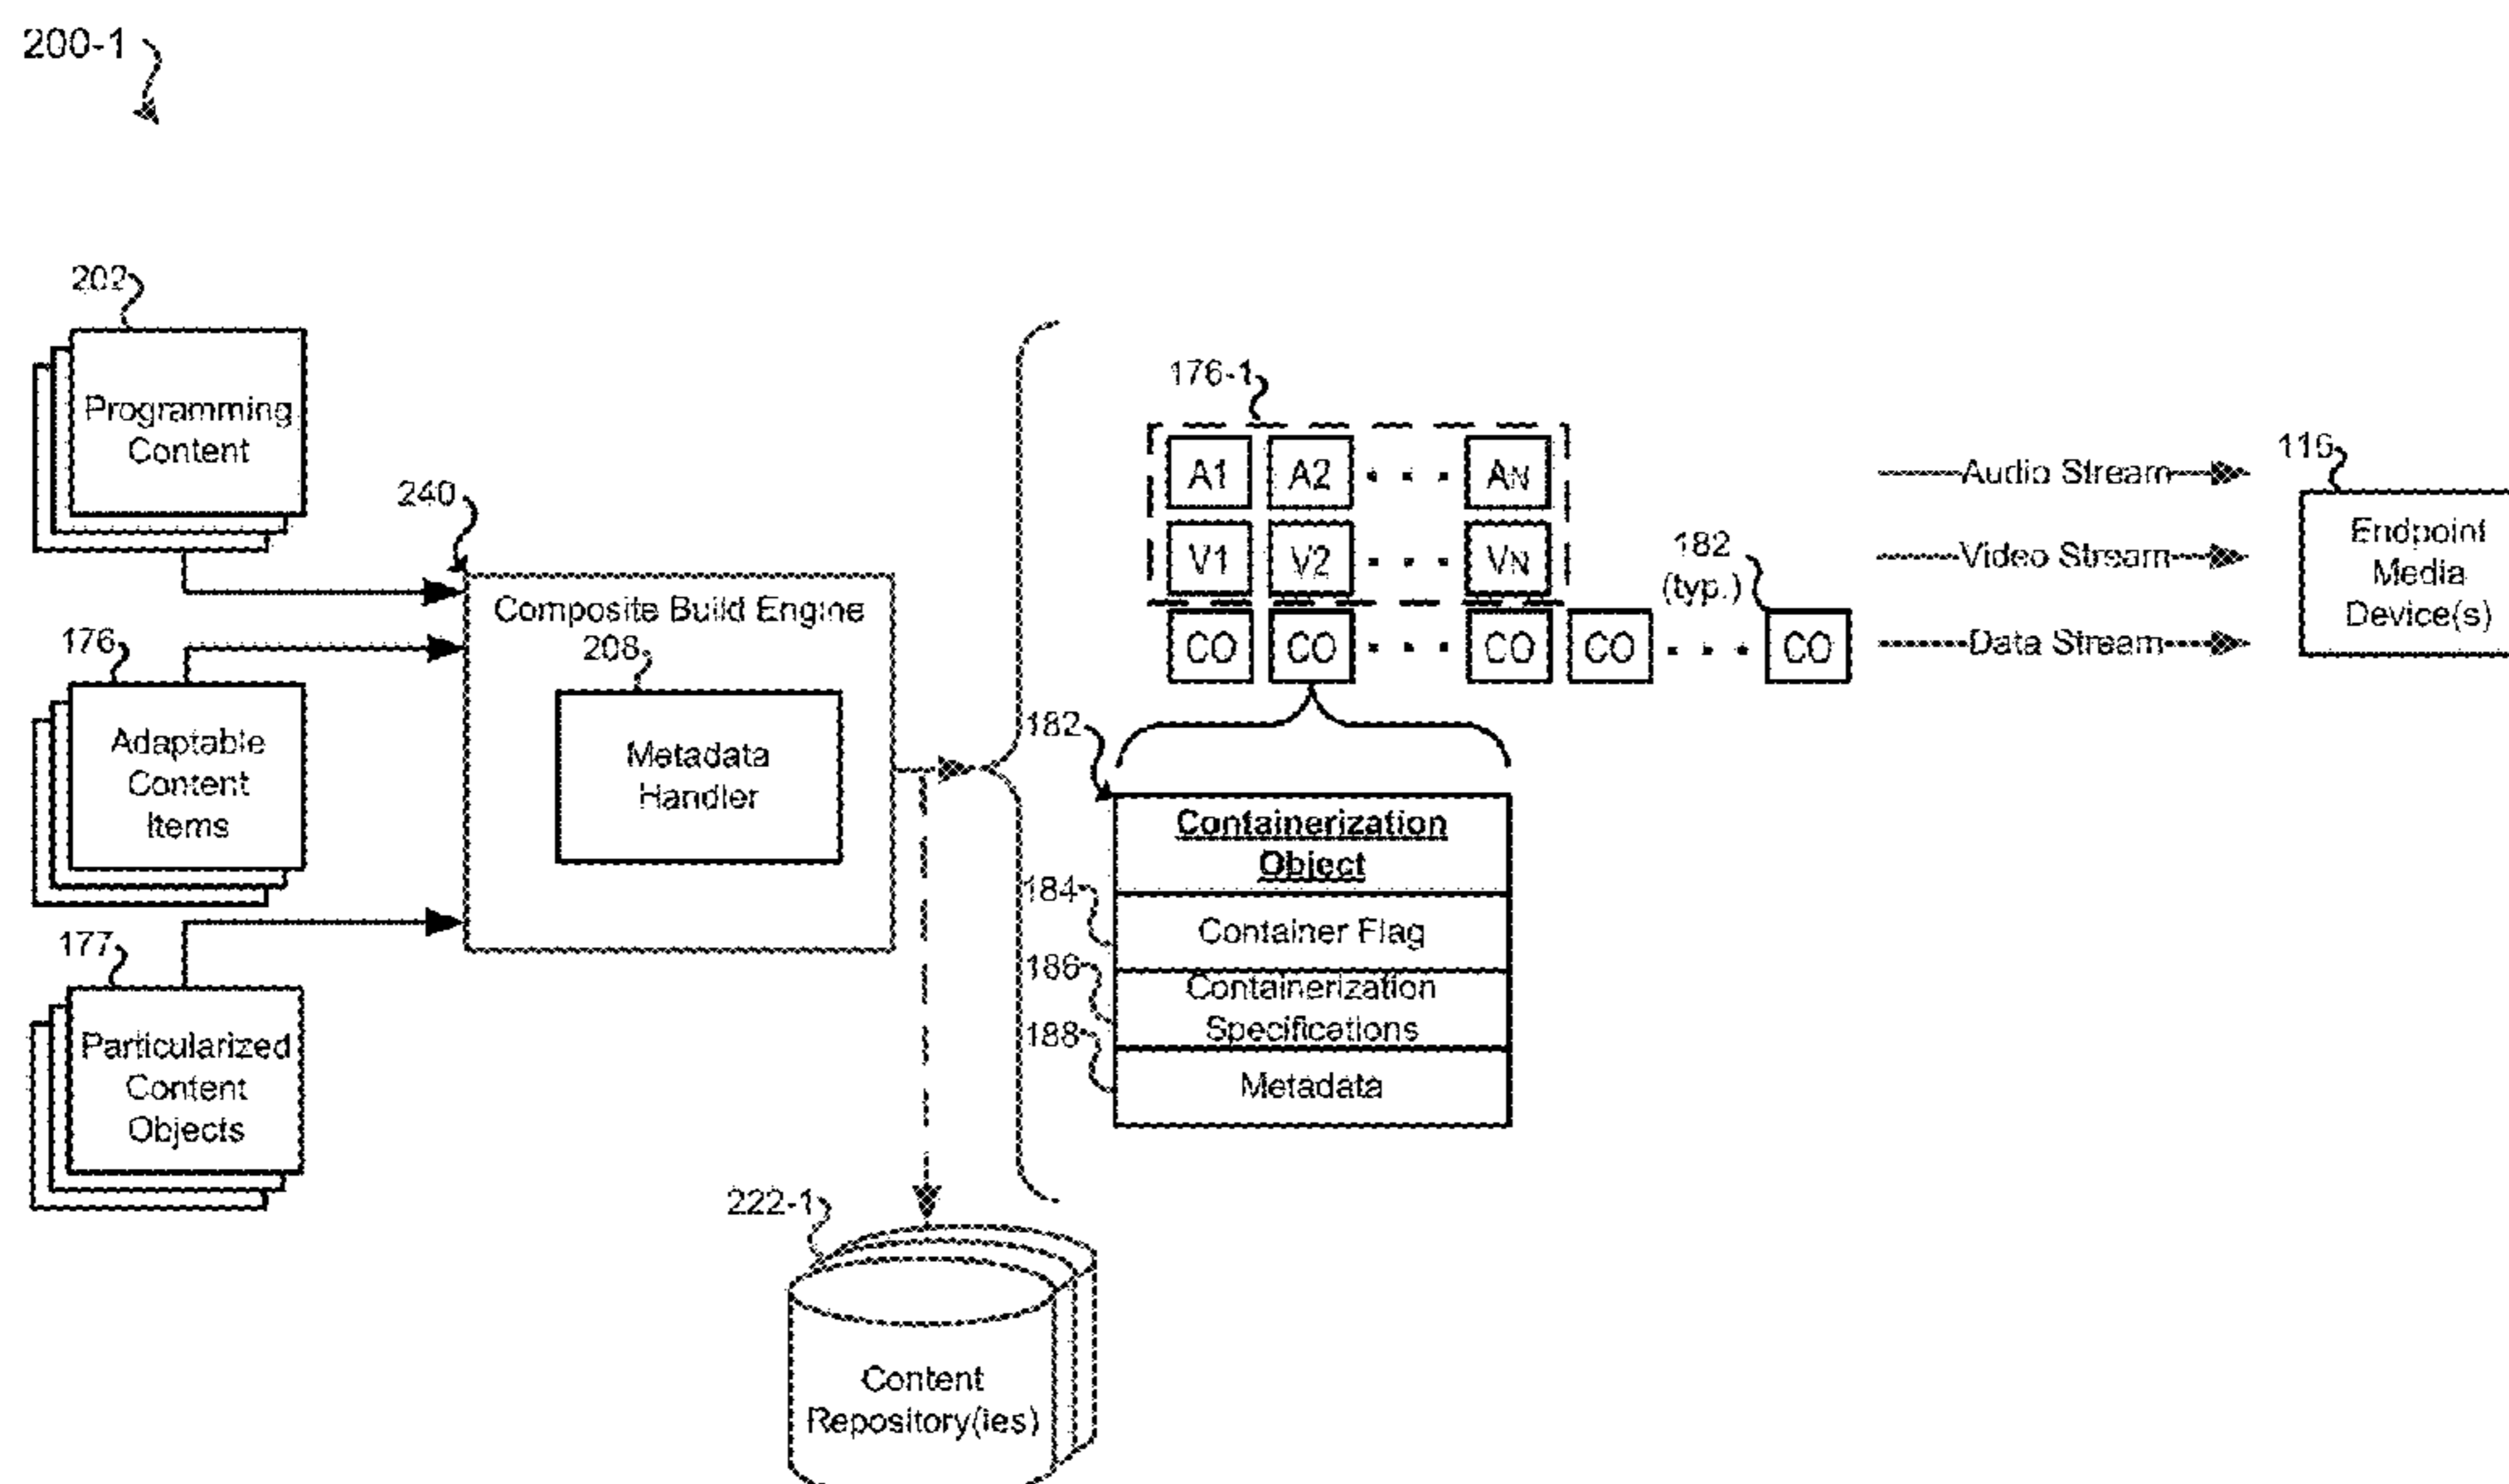 200-1
202
Programming
Content
176
Adaptable
Content
Items
177
Particularized
Content
Objects
240
Composite Build Engine
208
Metadata
Handler
222-1
Content
Repository(ies)
176-1
A1 A2 . . . AN
V1 V2 . . . VN
182
(typ.)
CO CO . . . CO CO . . . CO
182
Containerization
Object
184
Container Flag
186
Containerization
Specifications
188
Metadata
Audio Stream
Video Stream
Data Stream
116
Endpoint
Media
Device(s)